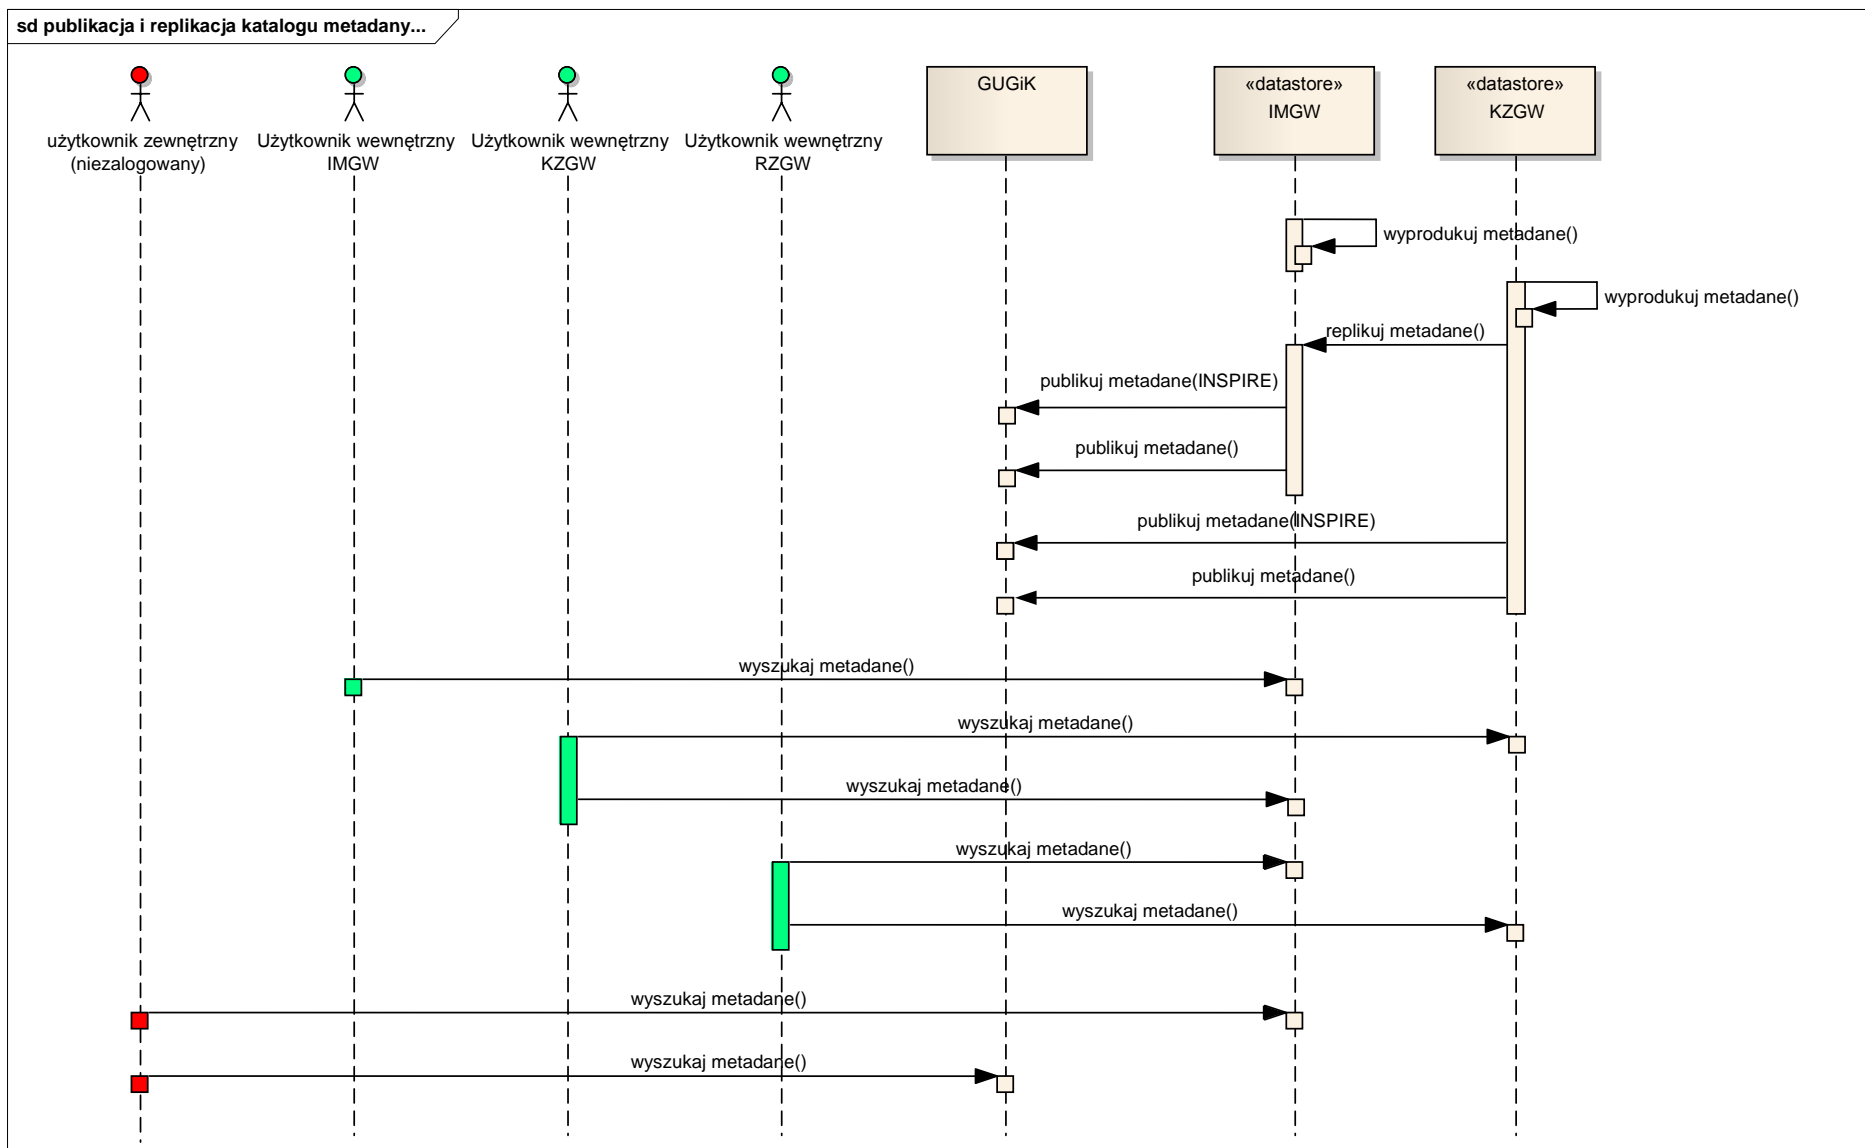 sd publikacja i replikacja katalogu metadany...
użytkownik zewnętrzny
(niezalogowany)
Użytkownik wewnętrzny
IMGW
Użytkownik wewnętrzny
KZGW
Użytkownik wewnętrzny
RZGW
GUGiK
«datastore»
IMGW
«datastore»
KZGW
wyprodukuj metadane()
wyprodukuj metadane()
replikuj metadane()
publikuj metadane(INSPIRE)
publikuj metadane()
publikuj metadane(INSPIRE)
publikuj metadane()
wyszukaj metadane()
wyszukaj metadane()
wyszukaj metadane()
wyszukaj metadane()
wyszukaj metadane()
wyszukaj metadane()
wyszukaj metadane()